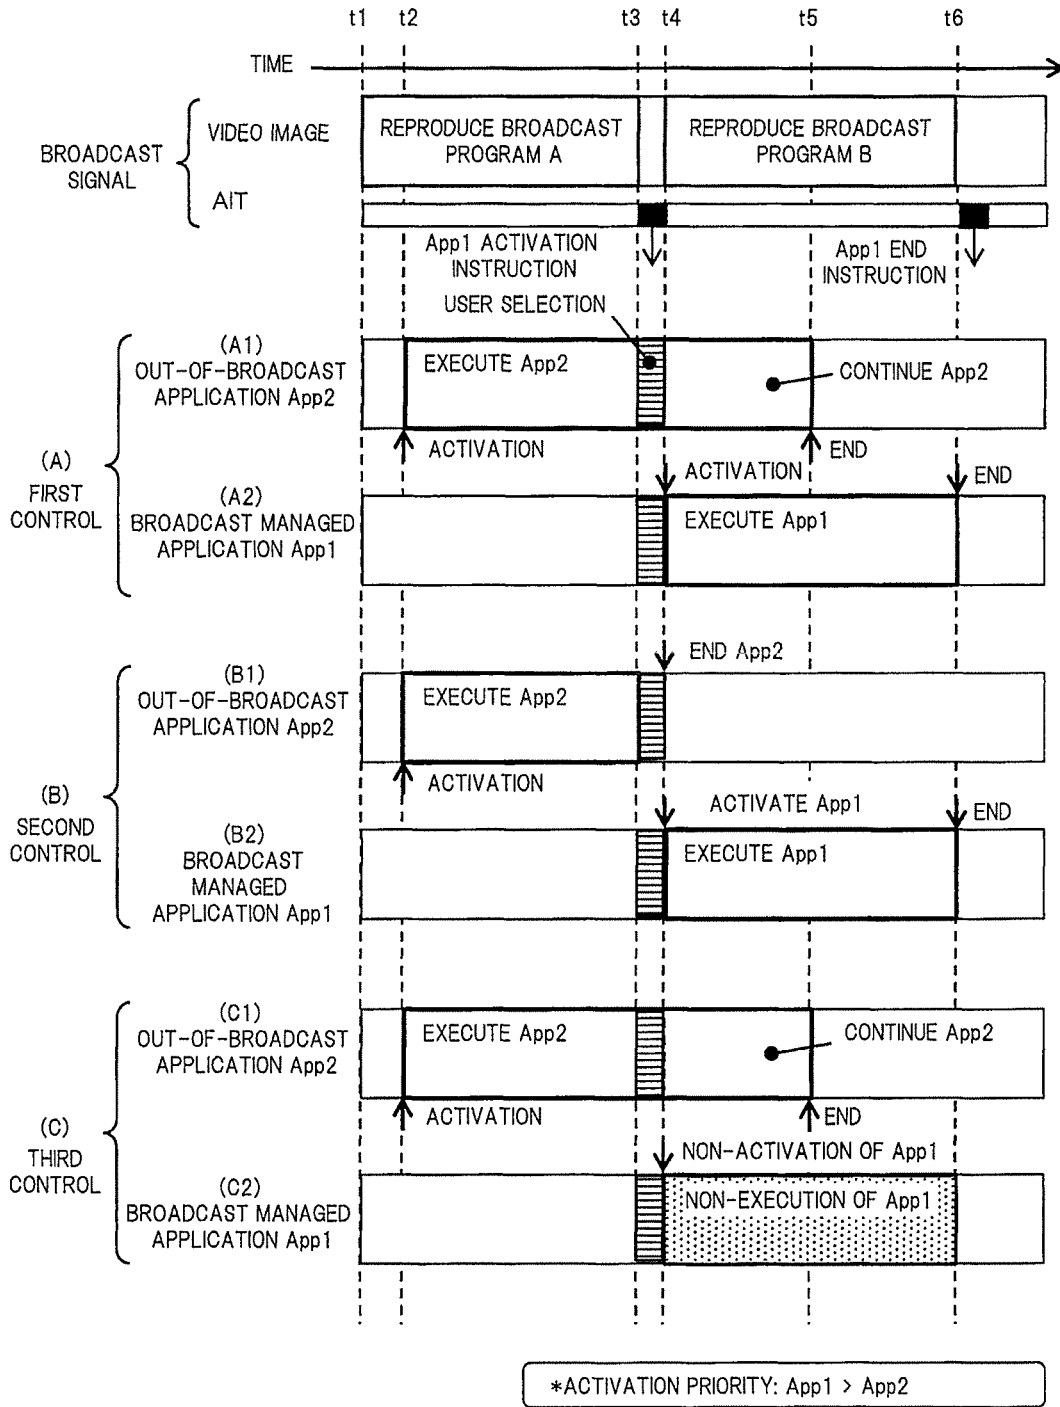 t1 t2 t3 t4 t5 t6
TIME
BROADCAST
SIGNAL
VIDEO IMAGE
REPRODUCE BROADCAST
PROGRAM A
REPRODUCE BROADCAST
PROGRAM B
AIT
App1 ACTIVATION
INSTRUCTION
App1 END
INSTRUCTION
USER SELECTION
(A)
FIRST
CONTROL
(A1)
OUT-OF-BROADCAST
APPLICATION App2
EXECUTE App2
CONTINUE App2
ACTIVATION
END
(A2)
BROADCAST MANAGED
APPLICATION App1
ACTIVATION
END
EXECUTE App1
(B)
SECOND
CONTROL
(B1)
OUT-OF-BROADCAST
APPLICATION App2
END App2
EXECUTE App2
ACTIVATION
(B2)
BROADCAST
MANAGED
APPLICATION App1
ACTIVATE App1
END
EXECUTE App1
(C)
THIRD
CONTROL
(C1)
OUT-OF-BROADCAST
APPLICATION App2
EXECUTE App2
CONTINUE App2
ACTIVATION
END
(C2)
BROADCAST MANAGED
APPLICATION App1
NON-ACTIVATION OF App1
NON-EXECUTION OF App1
*ACTIVATION PRIORITY: App1 > App2